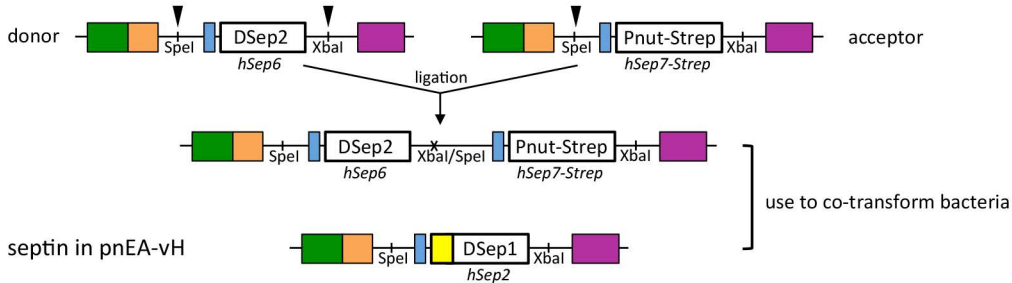 donor
SpeI
DSep2
XbaI
hSep6
SpeI
Pnut-Strep
XbaI
hSep7-Strep
acceptor
ligation
SpeI
DSep2
XbaI/SpeI
Pnut-Strep
XbaI
hSep6
hSep7-Strep
use to co-transform bacteria
septin in pnEA-vH
SpeI
DSep1
XbaI
hSep2